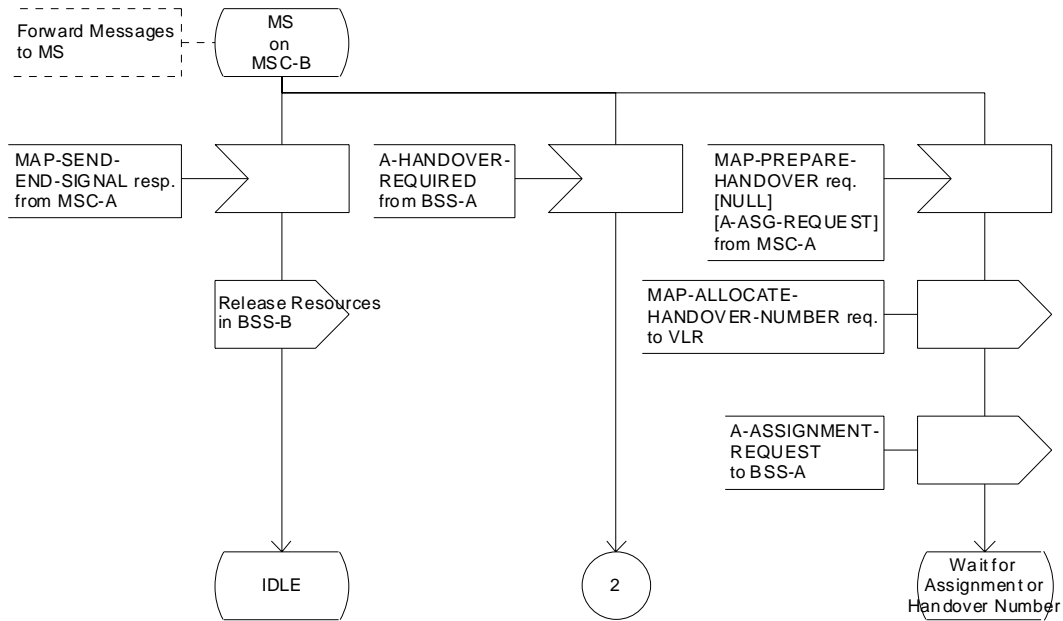 Forward Messages
to MS
MS
on
MSC-B
MAP-SEND-
END-SIGNAL resp.
from MSC-A
A-HANDOVER-
REQUIRED
from BSS-A
MAP-PREPARE-
HANDOVER req.
[NULL]
[A-ASG-REQUEST]
from MSC-A
Release Resources
in BSS-B
MAP-ALLOCATE-
HANDOVER-NUMBER req.
to VLR
A-ASSIGNMENT-
REQUEST
to BSS-A
IDLE
2
Wait for
Assignment or
Handover Number